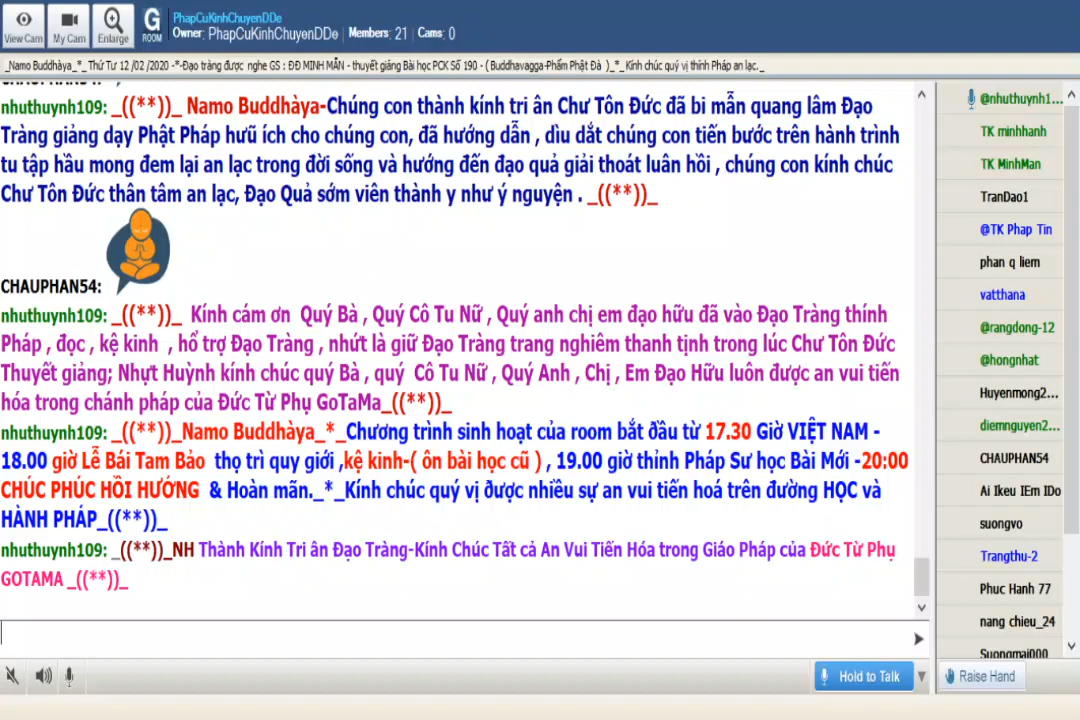 PhapCuKinhChuyenDDe
Owner: PhapCuKinhChuyenDDe | Members: 21 | Cams: 0
View Cam My Cam Enlarge G ROOM
_Namo Buddhàya_*_ Thứ Tư 12 /02 /2020 -*-Đạo tràng được nghe GS : ĐĐ MINH MẪN - thuyết giảng Bài học PCK Số 190 - ( Buddhavagga-Phẩm Phật Đà )_*_ Kính chúc quý vị thính Pháp an lạc._
nhuthuynh109: _((**))_ Namo Buddhàya-Chúng con thành kính tri ân Chư Tôn Đức đã bi mẫn quang lâm Đạo
Tràng giảng dạy Phật Pháp hưũ ích cho chúng con, đã hướng dẫn , dìu dắt chúng con tiến bước trên hành trình
tu tập hầu mong đem lại an lạc trong đời sống và hướng đến đạo quả giải thoát luân hồi , chúng con kính chúc
Chư Tôn Đức thân tâm an lạc, Đạo Quả sớm viên thành y như ý nguyện . _((**))_
CHAUPHAN54:
nhuthuynh109: _((**))_ Kính cám ơn Quý Bà , Quý Cô Tu Nữ , Quý anh chị em đạo hữu đã vào Đạo Tràng thính
Pháp , đọc , kệ kinh , hổ trợ Đạo Tràng , nhứt là giữ Đạo Tràng trang nghiêm thanh tịnh trong lúc Chư Tôn Đức
Thuyết giảng; Nhựt Huỳnh kính chúc quý Bà , quý Cô Tu Nữ , Quý Anh , Chị , Em Đạo Hữu luôn được an vui tiến
hóa trong chánh pháp của Đức Từ Phụ GoTaMa_((**))_
nhuthuynh109: _((**))_Namo Buddhàya_*_Chương trình sinh hoạt của room bắt đầu từ 17.30 Giờ VIỆT NAM -
18.00 giờ Lễ Bái Tam Bảo thọ trì quy giới ,kệ kinh-( ôn bài học cũ ) , 19.00 giờ thỉnh Pháp Sư học Bài Mới -20:00
CHÚC PHÚC HỒI HƯỚNG & Hoàn mãn._*_Kính chúc quý vị được nhiều sự an vui tiến hoá trên đường HỌC và
HÀNH PHÁP_((**))_
nhuthuynh109: _((**))_NH Thành Kính Tri ân Đạo Tràng-Kính Chúc Tất cả An Vui Tiến Hóa trong Giáo Pháp của Đức Từ Phụ
GOTAMA _((**))_
@nhuthuynh1...
TK minhhanh
TK MinhMan
TranDao1
@TK Phap Tin
phan q liem
vatthana
@rangdong-12
@hongnhat
Huyenmong2...
diemnguyen2...
CHAUPHAN54
Ai lkeu IEm IDo
suongvo
Trangthu-2
Phuc Hanh 77
nang chieu_24
Suongmai000
Hold to Talk
Raise Hand